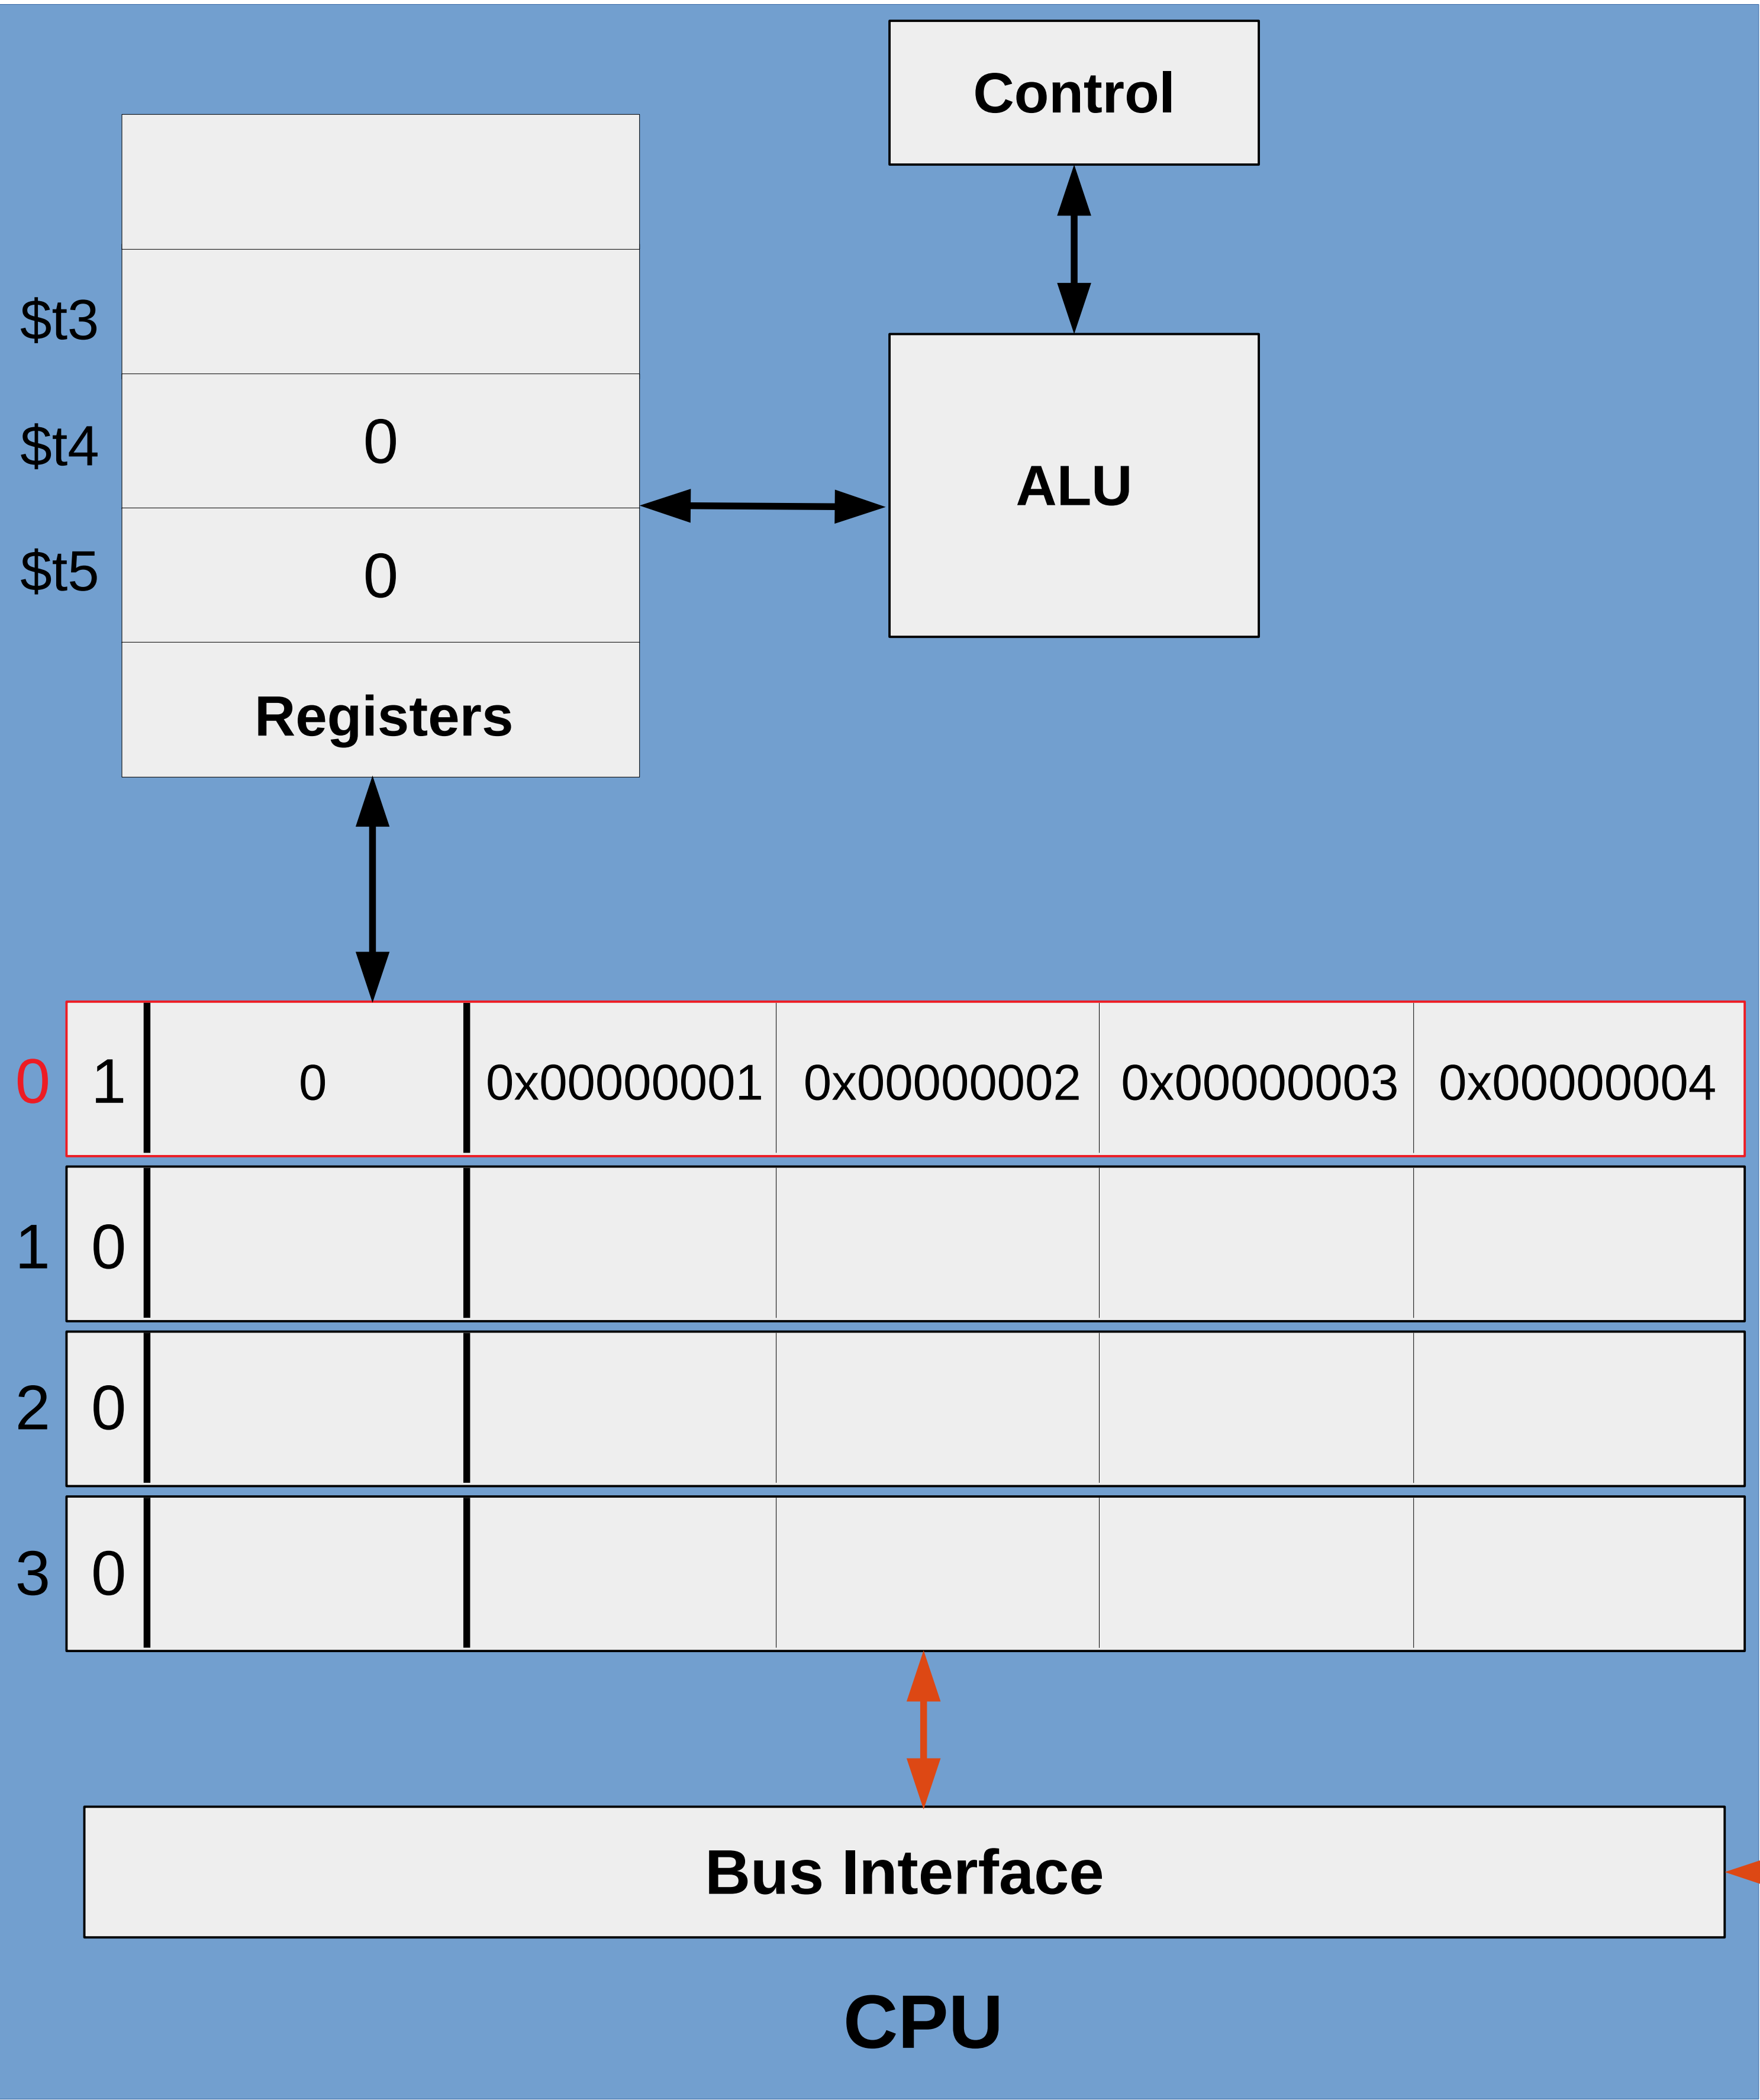 Control
$t3
$t4 0
ALU
$t5 0
Registers
0 1 0 0x00000001 0x00000002 0x00000003 0x00000004
1 0
2 0
3 0
Bus Interface
CPU